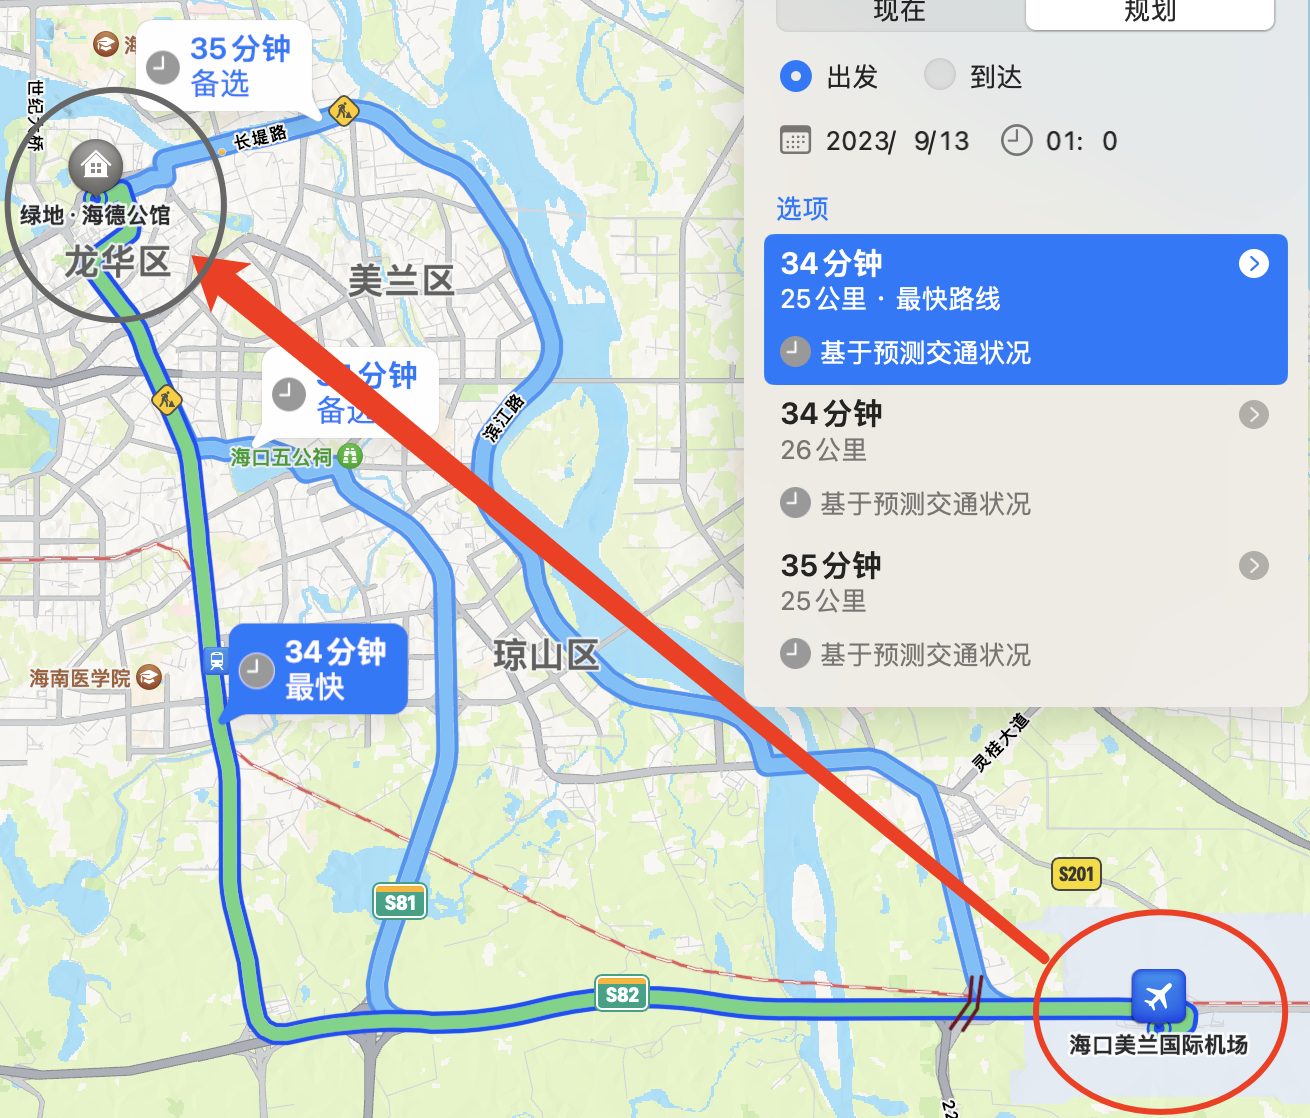 现在
规划
出发
到达
2023/ 9/13
01: 0
选项
34分钟
25公里 · 最快路线
基于预测交通状况
34分钟
26公里
基于预测交通状况
35分钟
25公里
基于预测交通状况
35分钟
备选
长堤路
绿地·海德公馆
龙华区
美兰区
分钟
备选
滨江路
海口五公祠
琼山区
34分钟
最快
海南医学院
灵桂大道
S201
S81
S82
海口美兰国际机场